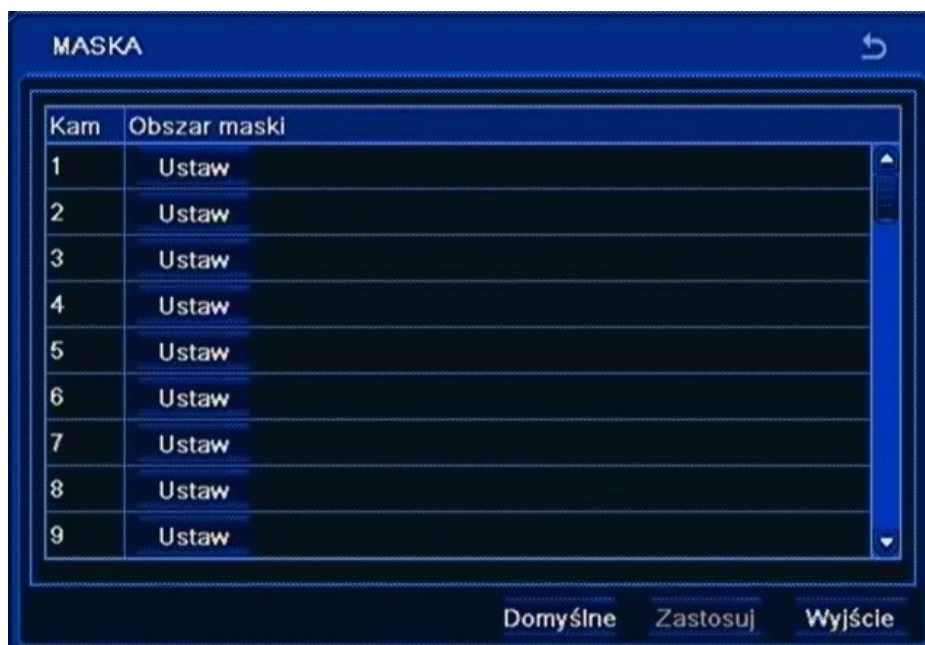 MASKA
Kam Obszar maski
1 Ustaw
2 Ustaw
3 Ustaw
4 Ustaw
5 Ustaw
6 Ustaw
7 Ustaw
8 Ustaw
9 Ustaw
Domyślne Zastosuj Wyjście